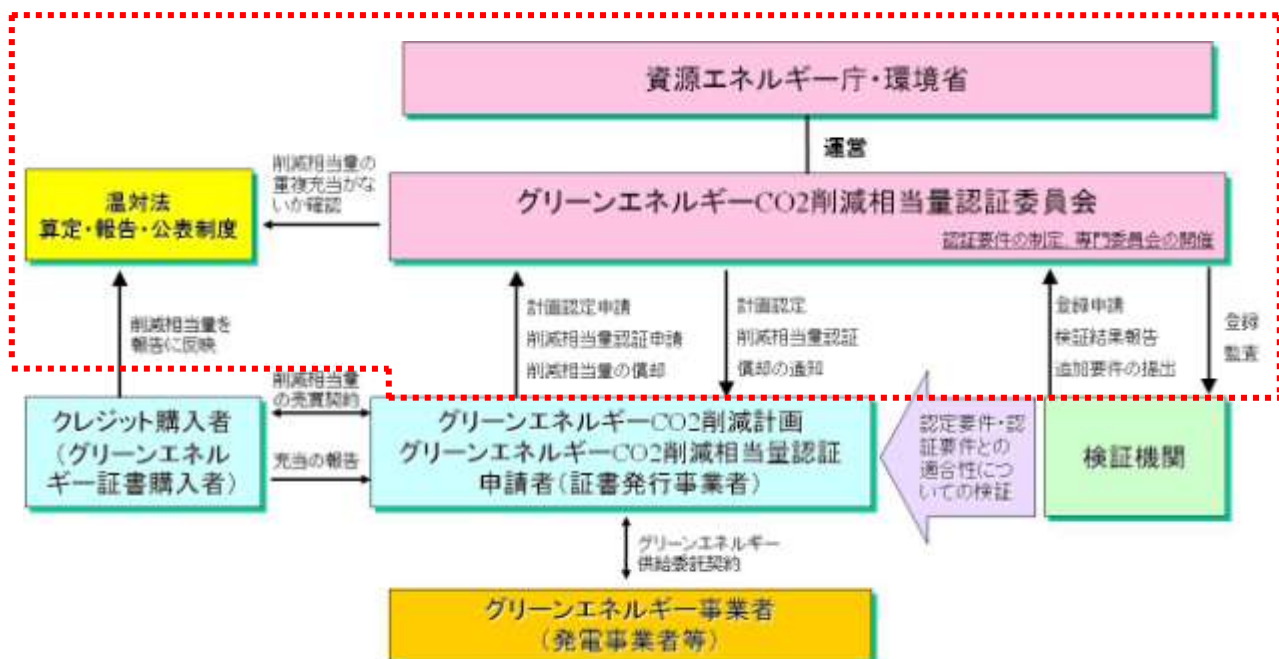 資源エネルギー庁・環境省
運営
削減相当量の
重複充当がな
いか確認
温対法
算定・報告・公表制度
グリーンエネルギーCO2削減相当量認証委員会
認証要件の制定、専門委員会の開催
削減相当量を
報告に反映
計画認定申請
削減相当量認証申請
削減相当量の償却
計画認定
削減相当量認証
償却の通知
登録申請
検証結果報告
追加要件の提出
登録
監査
クレジット購入者
(グリーンエネル
ギー証書購入者)
削減相当量
の売買契約
充当の報告
グリーンエネルギーCO2削減計画
グリーンエネルギーCO2削減相当量認証
申請者(証書発行事業者)
認定要件・認
証要件との
適合性につ
いての検証
検証機関
グリーンエネルギー
供給委託契約
グリーンエネルギー事業者
(発電事業者等)